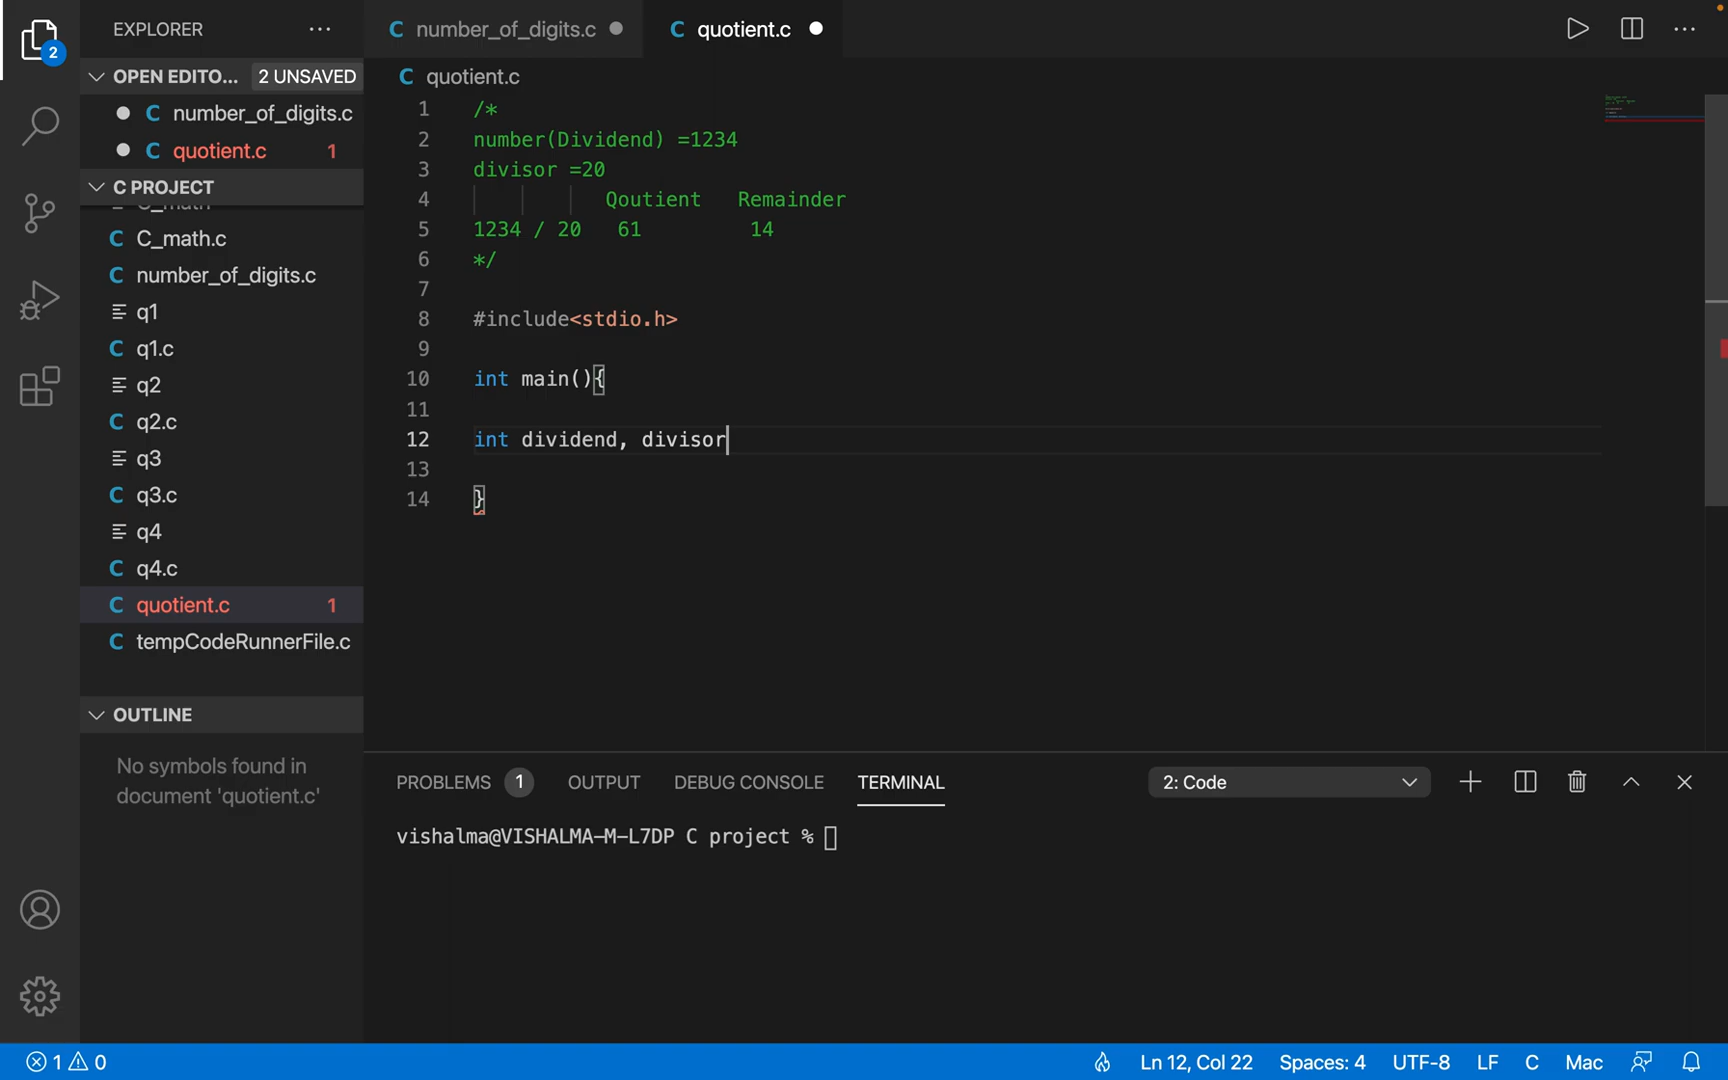 EXPLORER
2
OPEN EDITO... 2 UNSAVED
number_of_digits.c
quotient.c 1
C PROJECT
C_math.c
number_of_digits.c
q1
q1.c
q2
q2.c
q3
q3.c
q4
q4.c
quotient.c 1
tempCodeRunnerFile.c
OUTLINE
No symbols found in
document 'quotient.c'
C number_of_digits.c C quotient.c
C quotient.c
1 /*
2 number(Dividend) =1234
3 divisor =20
4 Qoutient Remainder
5 1234 / 20 61 14
6 */
7
8 #include<stdio.h>
9
10 int main(){
11
12 int dividend, divisor
13
14 }
PROBLEMS 1 OUTPUT DEBUG CONSOLE TERMINAL 2: Code
vishalma@VISHALMA-M-L7DP C project %
1 0 Ln 12, Col 22 Spaces: 4 UTF-8 LF C Mac